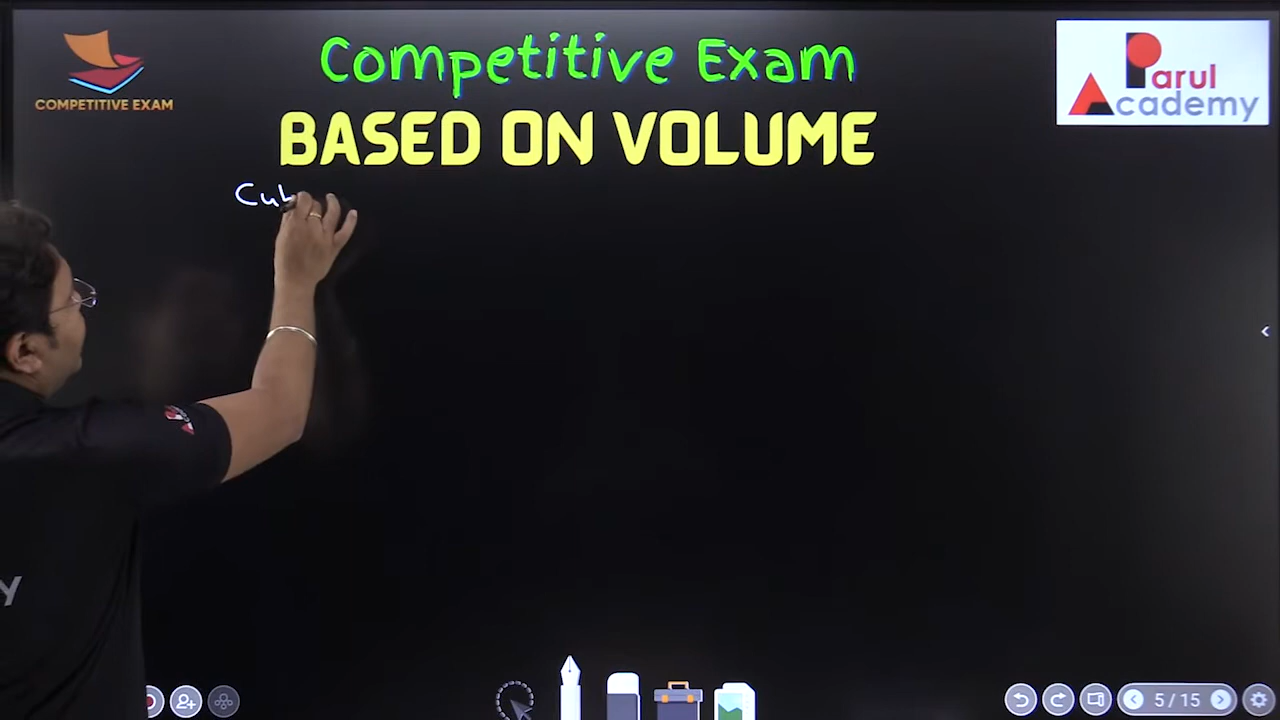 Competitive Exam
COMPETITIVE EXAM
Parul
Academy
BASED ON VOLUME
5/15